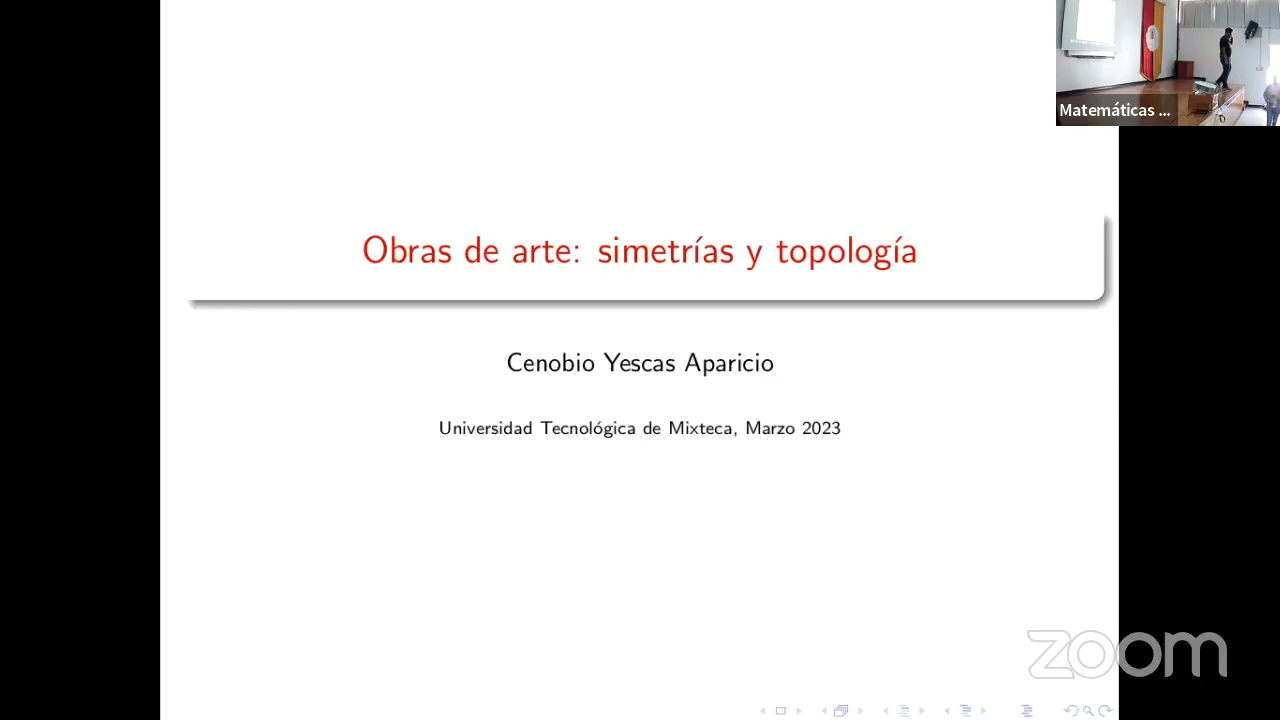 Matemáticas ...
Obras de arte: simetrías y topología
Cenobio Yescas Aparicio
Universidad Tecnológica de Mixteca, Marzo 2023
zoom